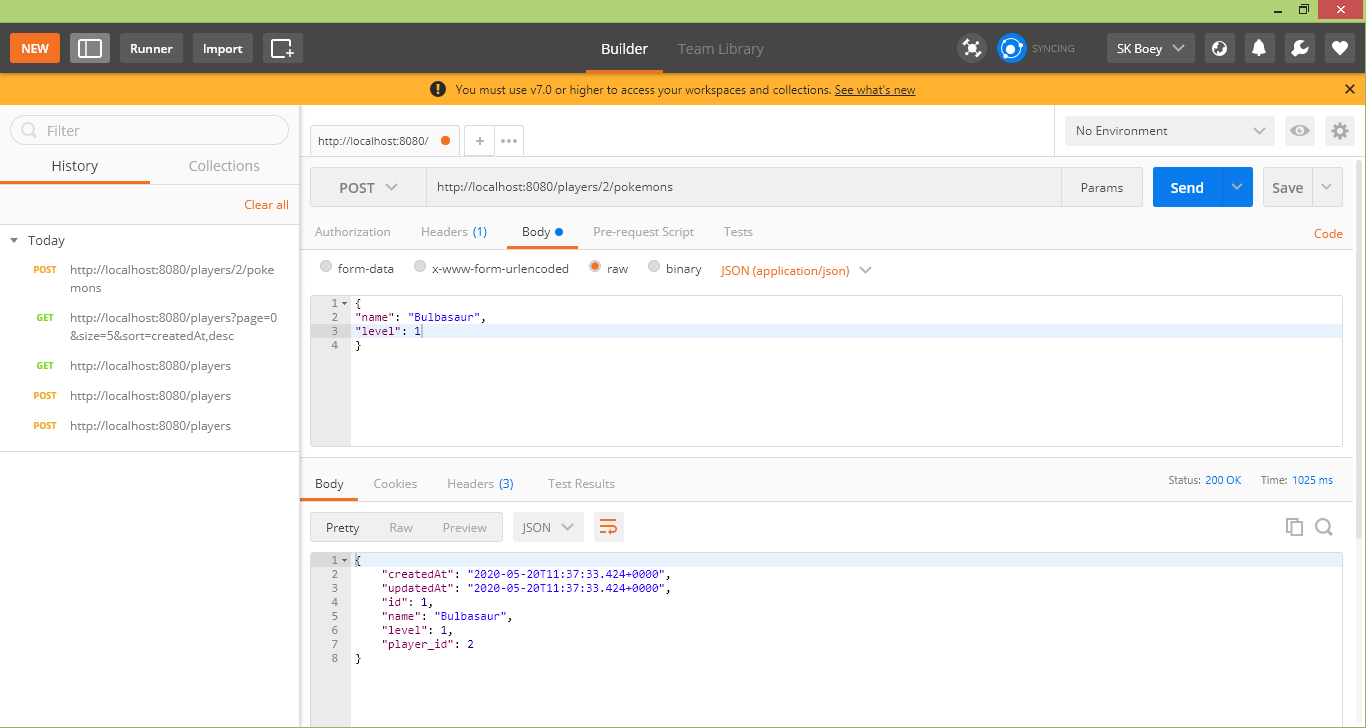 NEW Runner Import Builder Team Library SYNCING SK Boey
You must use v7.0 or higher to access your workspaces and collections. See what's new
Filter
History Collections
Clear all
Today
POST http://localhost:8080/players/2/poke
mons
GET http://localhost:8080/players?page=0
&size=5&sort=createdAt,desc
GET http://localhost:8080/players
POST http://localhost:8080/players
POST http://localhost:8080/players
http://localhost:8080/ No Environment
POST http://localhost:8080/players/2/pokemons Params Send Save
Authorization Headers (1) Body Pre-request Script Tests Code
form-data x-www-form-urlencoded raw binary JSON (application/json)
1 {
2 "name": "Bulbasaur",
3 "level": 1
4 }
Body Cookies Headers (3) Test Results Status: 200 OK Time: 1025 ms
Pretty Raw Preview JSON
1 {
2 "createdAt": "2020-05-20T11:37:33.424+0000",
3 "updatedAt": "2020-05-20T11:37:33.424+0000",
4 "id": 1,
5 "name": "Bulbasaur",
6 "level": 1,
7 "player_id": 2
8 }